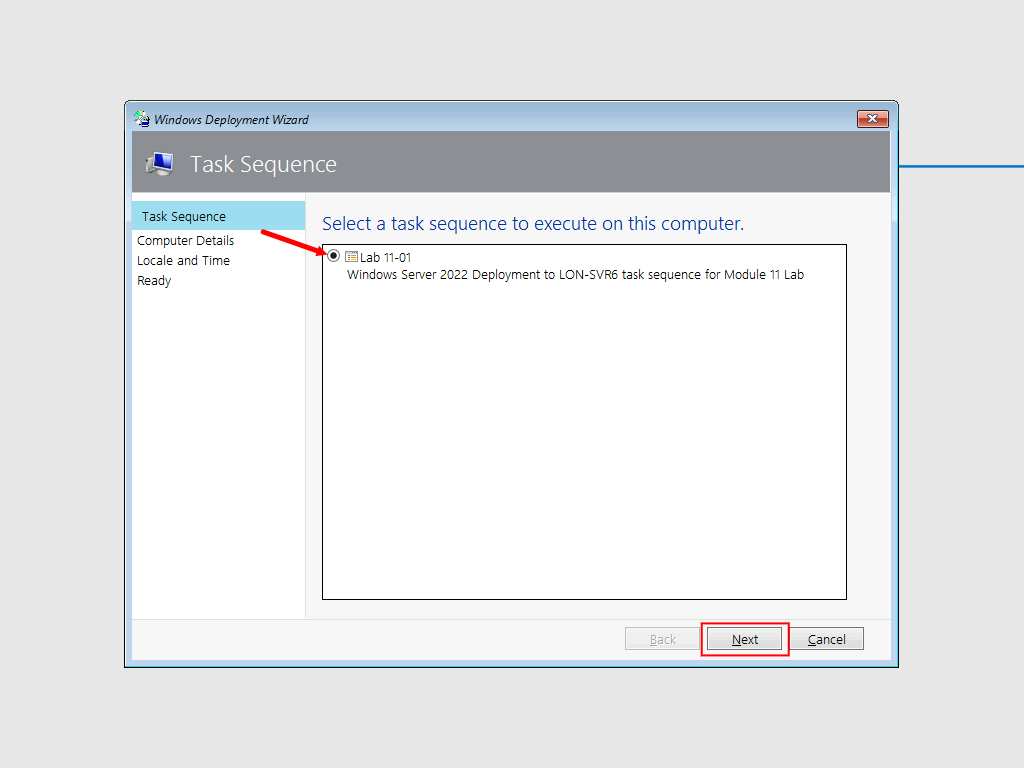 Windows Deployment Wizard
Task Sequence
Task Sequence
Computer Details
Locale and Time
Ready
Select a task sequence to execute on this computer.
Lab 11-01
Windows Server 2022 Deployment to LON-SVR6 task sequence for Module 11 Lab
Back
Next
Cancel